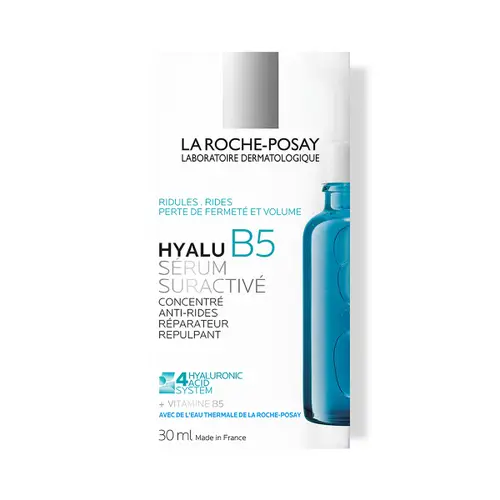 LA ROCHE-POSAY
LABORATOIRE DERMATOLOGIQUE
RIDULES . RIDES
PERTE DE FERMETÉ ET VOLUME
HYALU B5
SÉRUM
SURACTIVÉ
CONCENTRÉ
ANTI-RIDES
RÉPARATEUR
REPULPANT
4 HYALURONIC
ACID
SYSTEM
+ VITAMINE B5
AVEC DE L'EAU THERMALE DE LA ROCHE-POSAY
30 ml Made in France